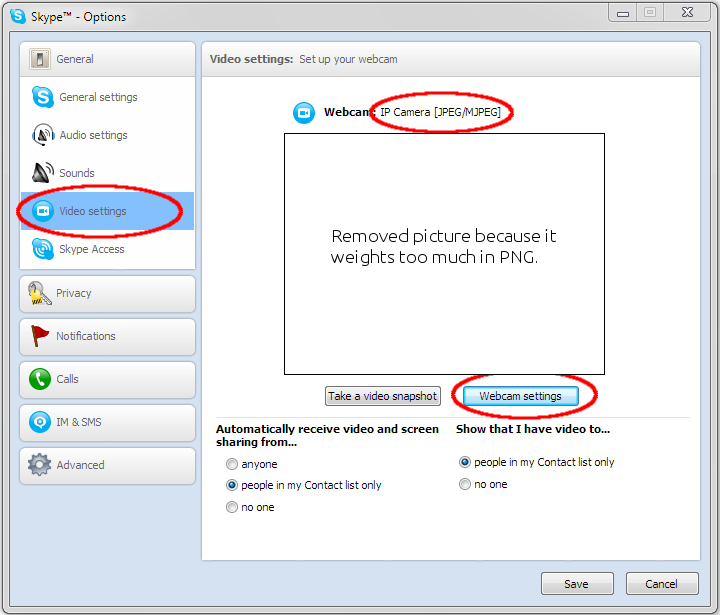 Skype™ - Options
General
General settings
Audio settings
Sounds
Video settings
Skype Access
Privacy
Notifications
Calls
IM & SMS
Advanced
Video settings: Set up your webcam
Webcam: IP Camera [JPEG/MJPEG]
Removed picture because it
weights too much in PNG.
Take a video snapshot
Webcam settings
Automatically receive video and screen
sharing from...
anyone
people in my Contact list only
no one
Show that I have video to...
people in my Contact list only
no one
Save
Cancel